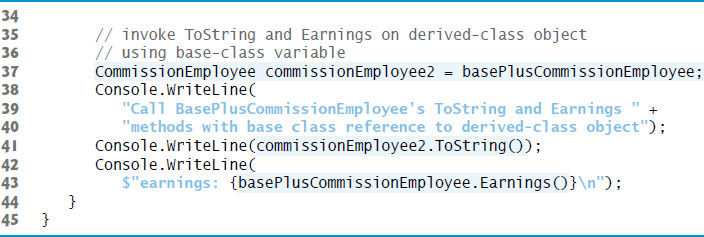 34
35 // invoke ToString and Earnings on derived-class object
36 // using base-class variable
37 CommissionEmployee commissionEmployee2 = basePlusCommissionEmployee;
38 Console.WriteLine(
39 "Call BasePlusCommissionEmployee's ToString and Earnings " +
40 "methods with base class reference to derived-class object");
41 Console.WriteLine(commissionEmployee2.ToString());
42 Console.WriteLine(
43 $"earnings: {basePlusCommissionEmployee.Earnings()}\n");
44 }
45 }